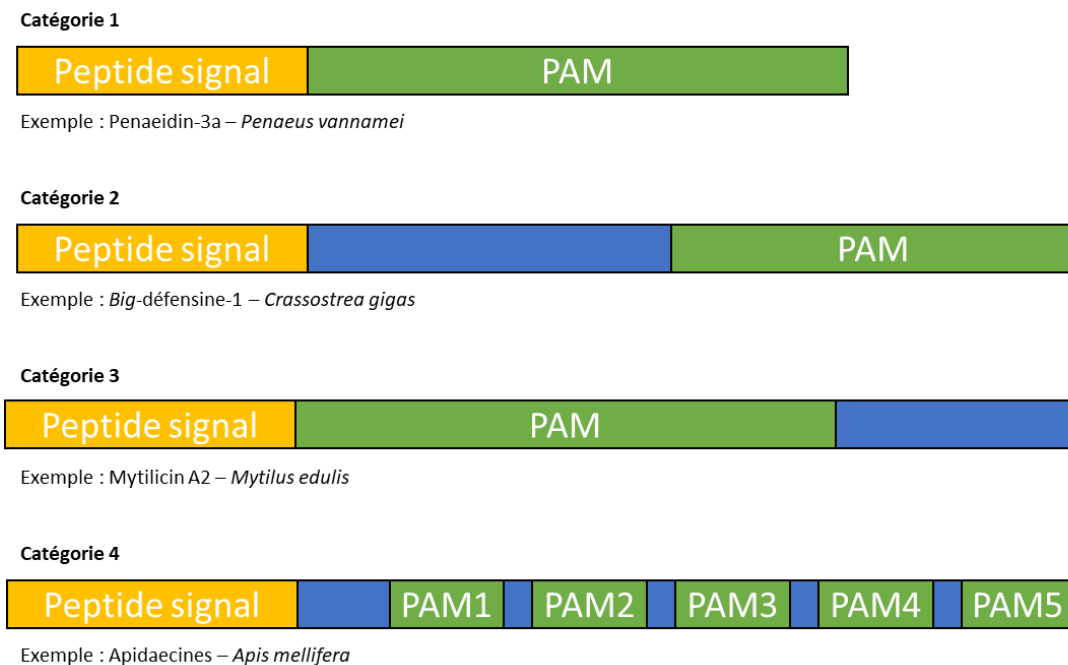 Catégorie 1
Peptide signal PAM
Exemple : Penaeidin-3a – Penaeus vannamei
Catégorie 2
Peptide signal PAM
Exemple : Big-défensine-1 – Crassostrea gigas
Catégorie 3
Peptide signal PAM
Exemple : Mytilicin A2 – Mytilus edulis
Catégorie 4
Peptide signal PAM1 PAM2 PAM3 PAM4 PAM5
Exemple : Apidaecines – Apis mellifera